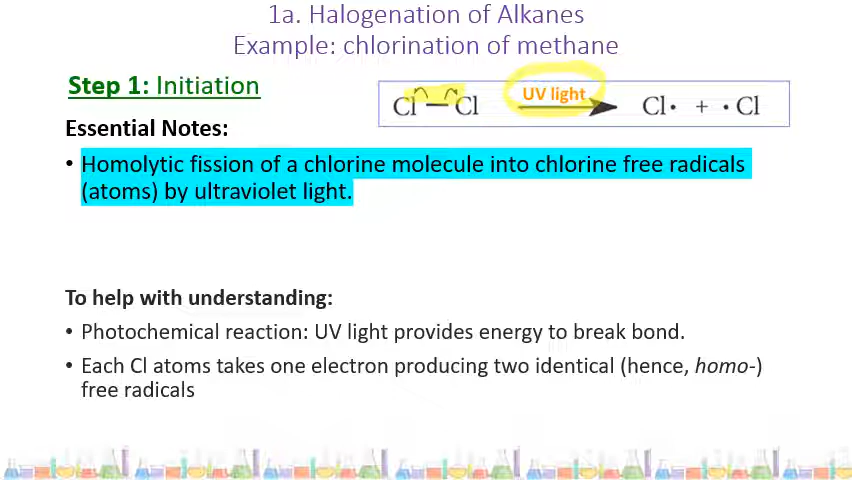 1a. Halogenation of Alkanes
Example: chlorination of methane
Step 1: Initiation
Cl—Cl UV light Cl• + •Cl
Essential Notes:
• Homolytic fission of a chlorine molecule into chlorine free radicals
(atoms) by ultraviolet light.
To help with understanding:
• Photochemical reaction: UV light provides energy to break bond.
• Each Cl atoms takes one electron producing two identical (hence, homo-)
free radicals